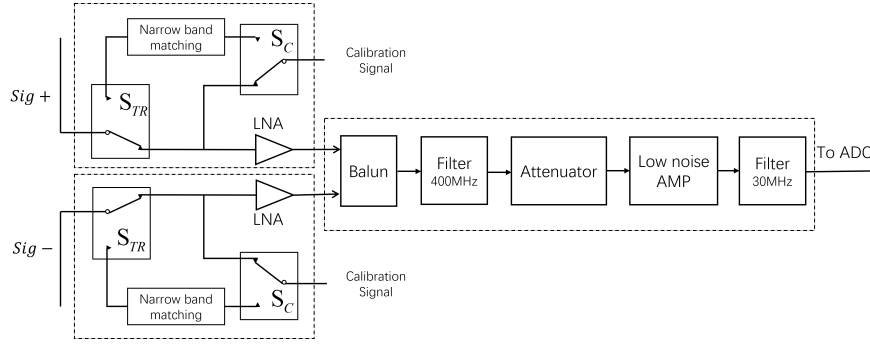 Narrow band
matching
S_C
Calibration
Signal
Sig +
S_TR
LNA
Balun
Filter
400MHz
Attenuator
Low noise
AMP
Filter
30MHz
To ADC
LNA
S_TR
Sig −
S_C
Calibration
Signal
Narrow band
matching